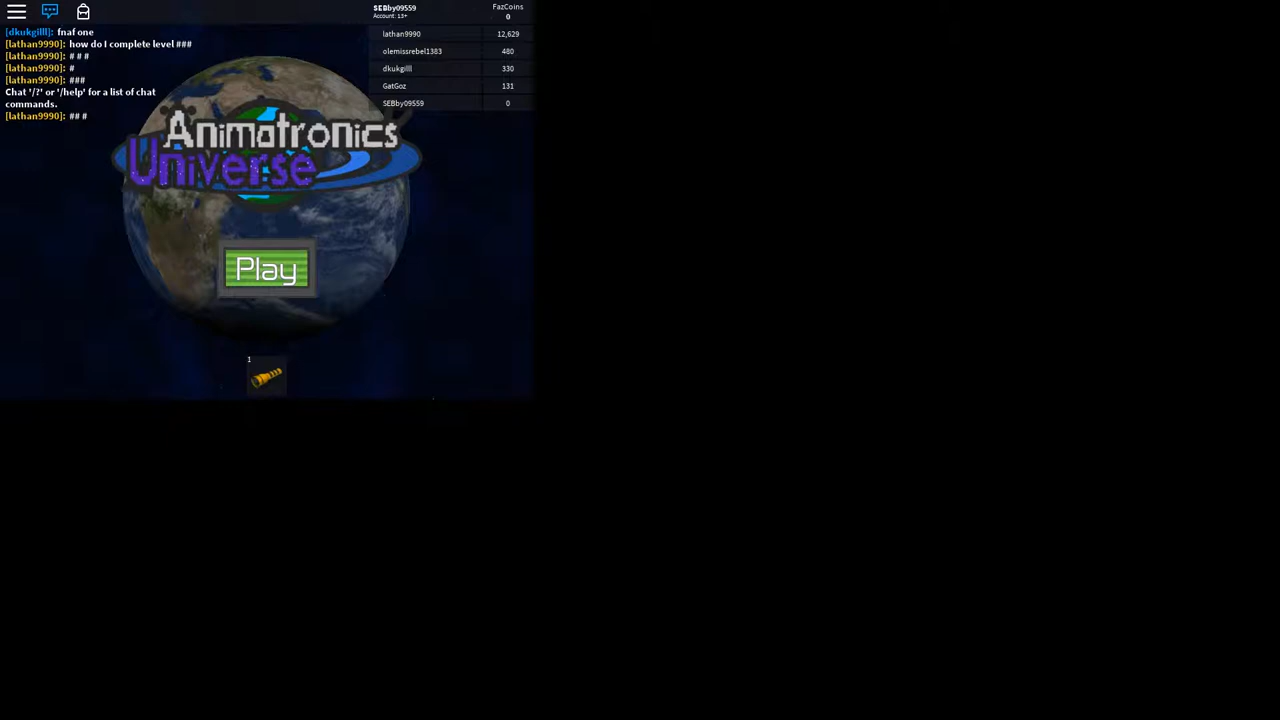 SEBby09559
Account: 13+
FazCoins
0
[dkukgilll]: fnaf one
[lathan9990]: how do I complete level ###
[lathan9990]: # # #
[lathan9990]: #
[lathan9990]: ###
Chat '/?' or '/help' for a list of chat
commands.
[lathan9990]: ## #
lathan9990 12,629
olemissrebel1383 480
dkukgilll 330
GatGoz 131
SEBby09559 0
Animatronics
Universe
Play
1